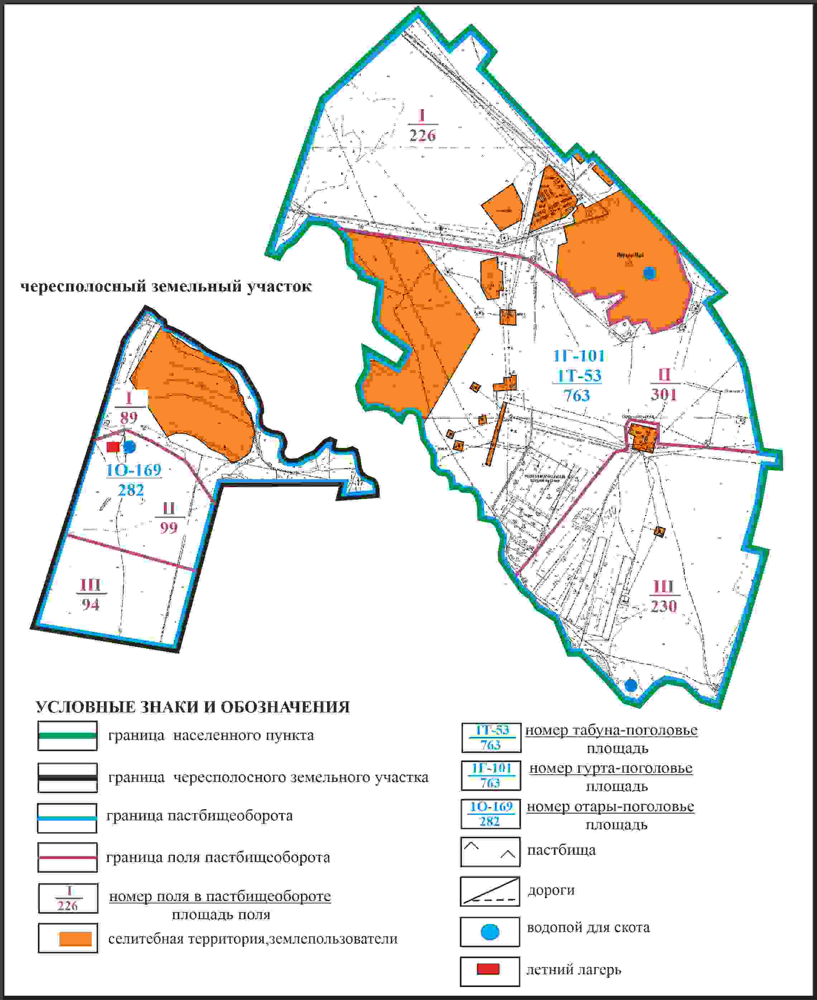 I
226
чересполосный земельный участок
1Г-101
1Т-53
763
II
301
I
89
1О-169
282
II
99
III
94
III
230
УСЛОВНЫЕ ЗНАКИ И ОБОЗНАЧЕНИЯ
граница населенного пункта
граница чересполосного земельного участка
граница пастбищеоборота
граница поля пастбищеоборота
I
226
номер поля в пастбищеобороте
площадь поля
селитебная территория,землепользователи
1Т-53
763
номер табуна-поголовье
площадь
1Г-101
763
номер гурта-поголовье
площадь
1О-169
282
номер отары-поголовье
площадь
пастбища
дороги
водопой для скота
летний лагерь